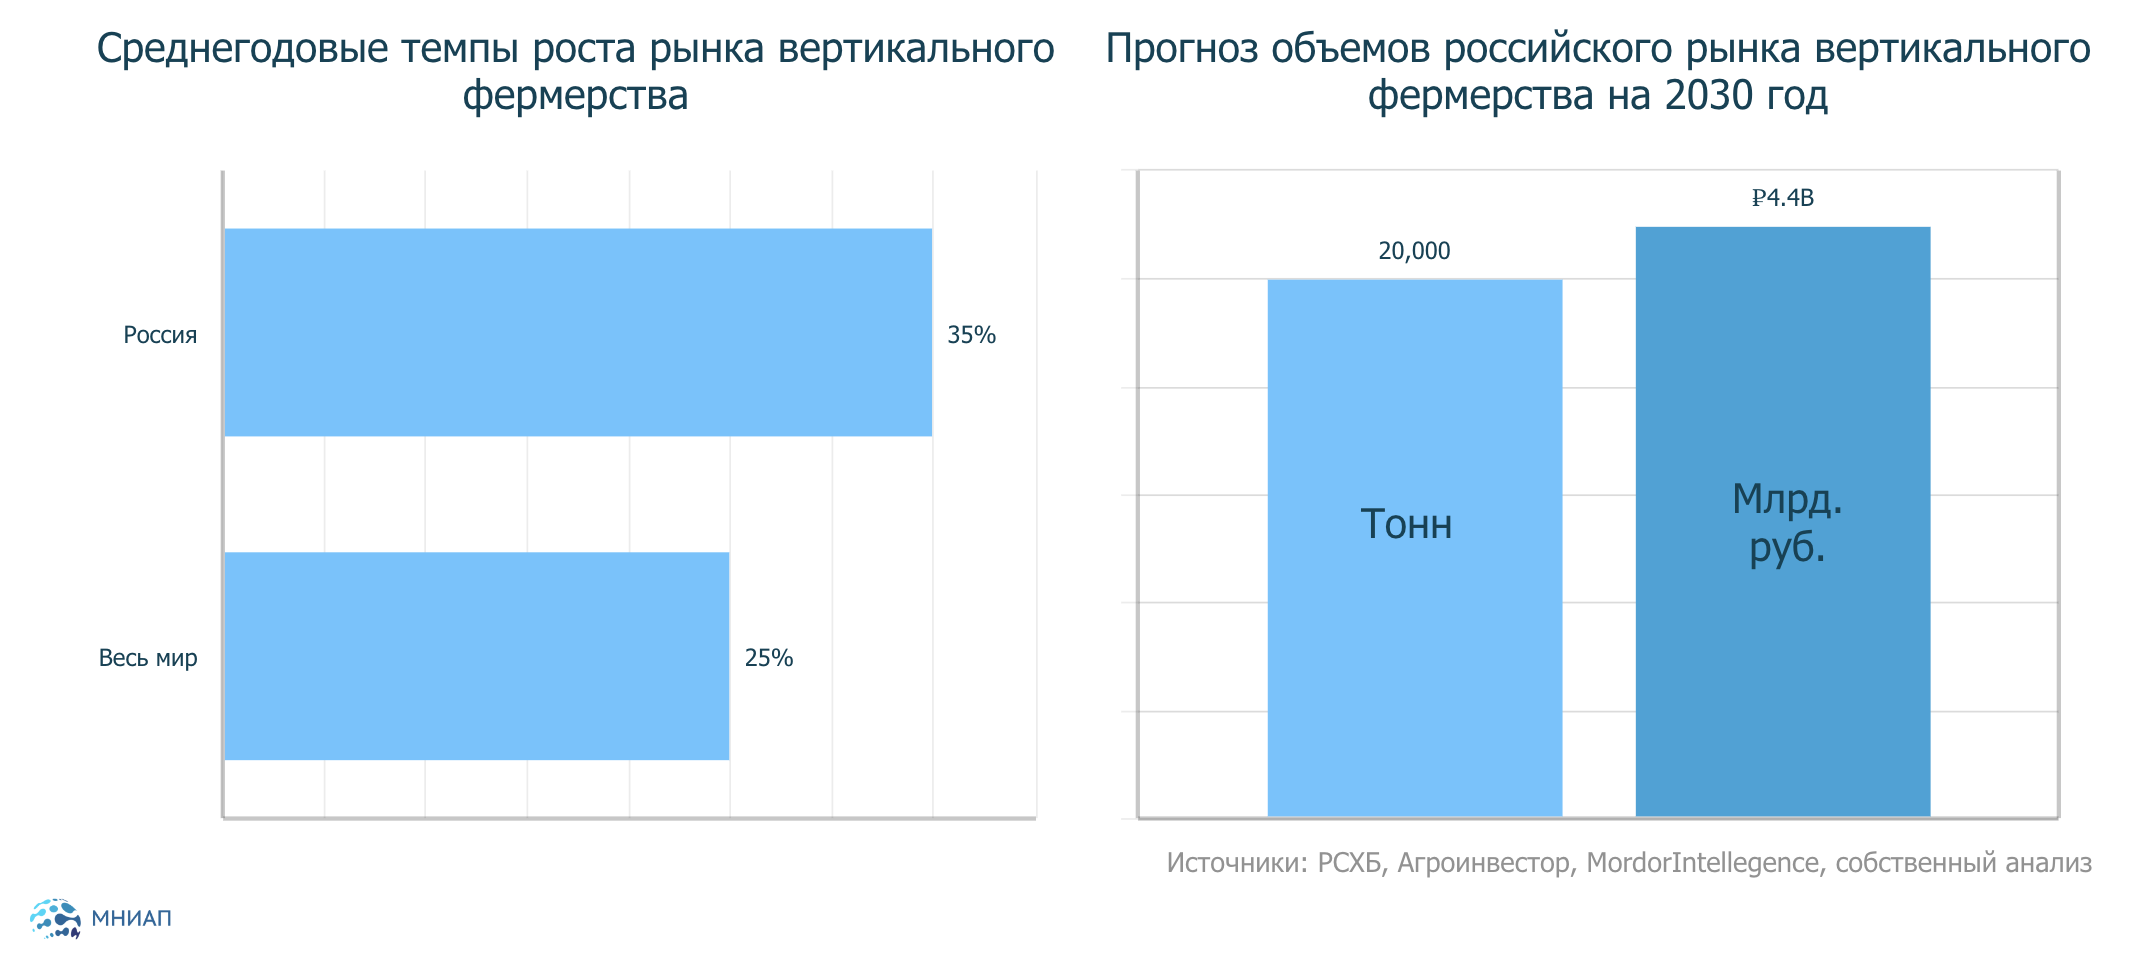 Среднегодовые темпы роста рынка вертикального
фермерства
Россия
35%
Весь мир
25%
Прогноз объемов российского рынка вертикального
фермерства на 2030 год
20,000
₽4.4B
Тонн
Млрд.
руб.
Источники: РСХБ, Агроинвестор, MordorIntellegence, собственный анализ
МНИАП